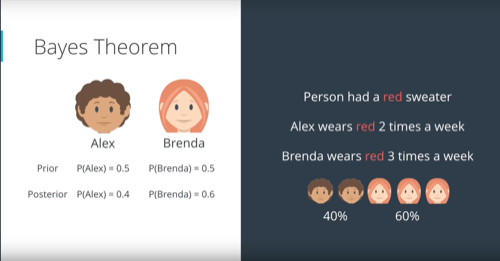 Bayes Theorem
Alex Brenda
Prior P(Alex) = 0.5 P(Brenda) = 0.5
Posterior P(Alex) = 0.4 P(Brenda) = 0.6
Person had a red sweater
Alex wears red 2 times a week
Brenda wears red 3 times a week
40% 60%